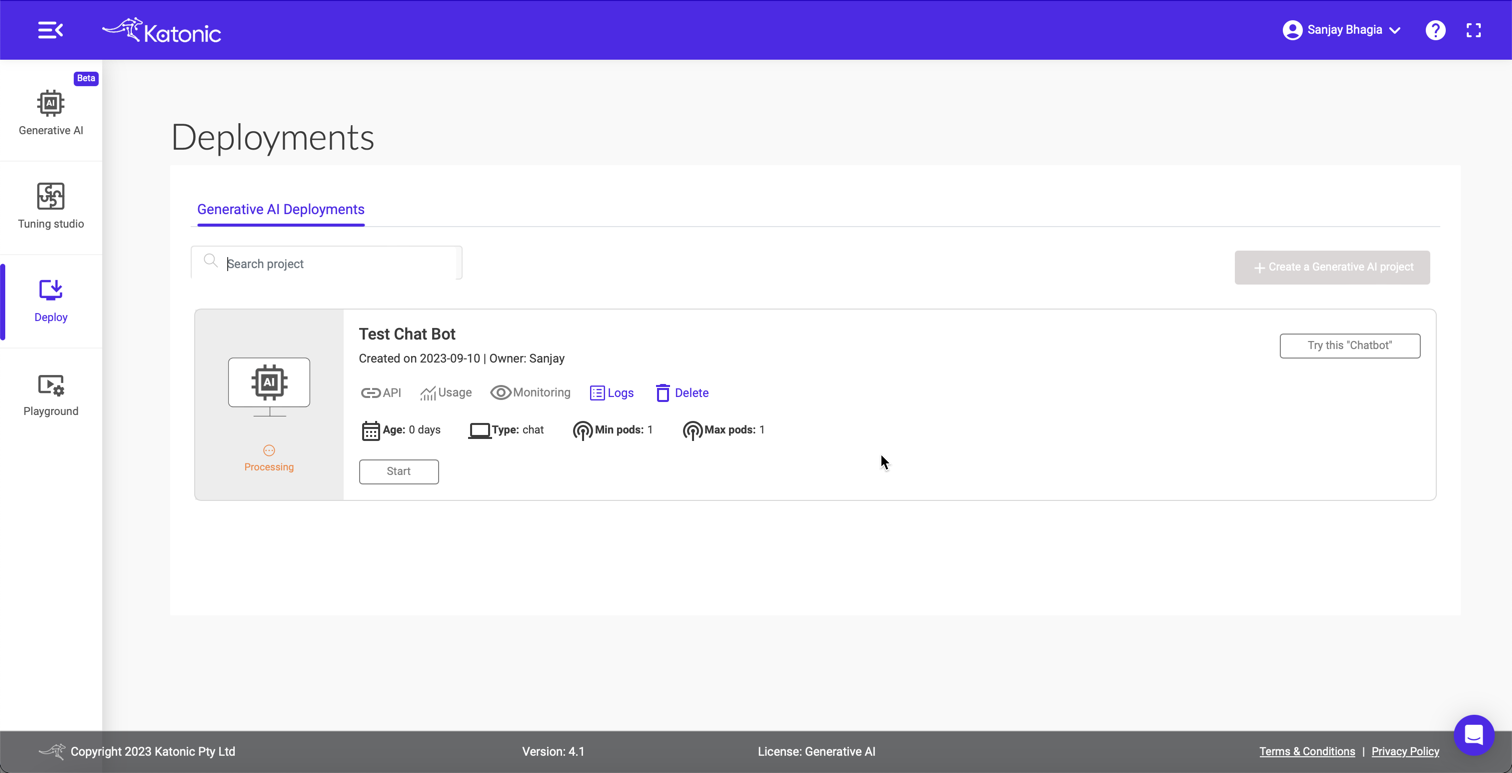 Katonic
Sanjay Bhagia
?
Beta
AI
Generative AI
Tuning studio
Deploy
Playground
Deployments
Generative AI Deployments
Search project
+ Create a Generative AI project
Test Chat Bot
Created on 2023-09-10 | Owner: Sanjay
Try this "Chatbot"
AI
API Usage Monitoring Logs Delete
Age: 0 days Type: chat Min pods: 1 Max pods: 1
Processing
Start
Copyright 2023 Katonic Pty Ltd Version: 4.1 License: Generative AI Terms & Conditions | Privacy Policy